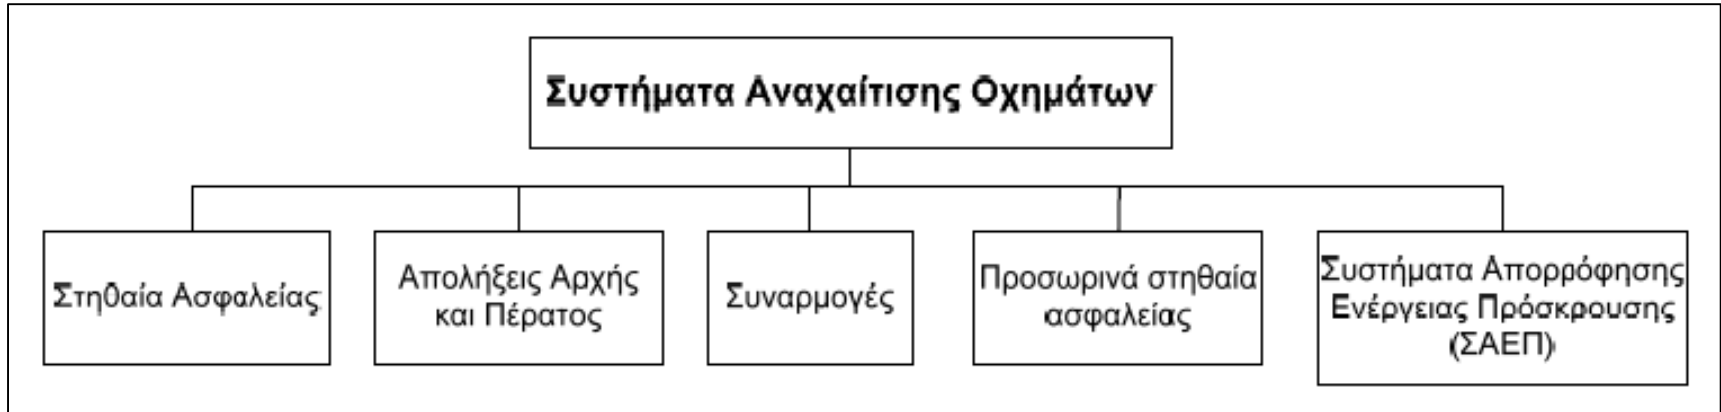 Συστήματα Αναχαίτισης Οχημάτων
Στηθαία Ασφαλείας
Απολήξεις Αρχής
και Πέρατος
Συναρμογές
Προσωρινά στηθαία
ασφαλείας
Συστήματα Απορρόφησης
Ενέργειας Πρόσκρουσης
(ΣΑΕΠ)